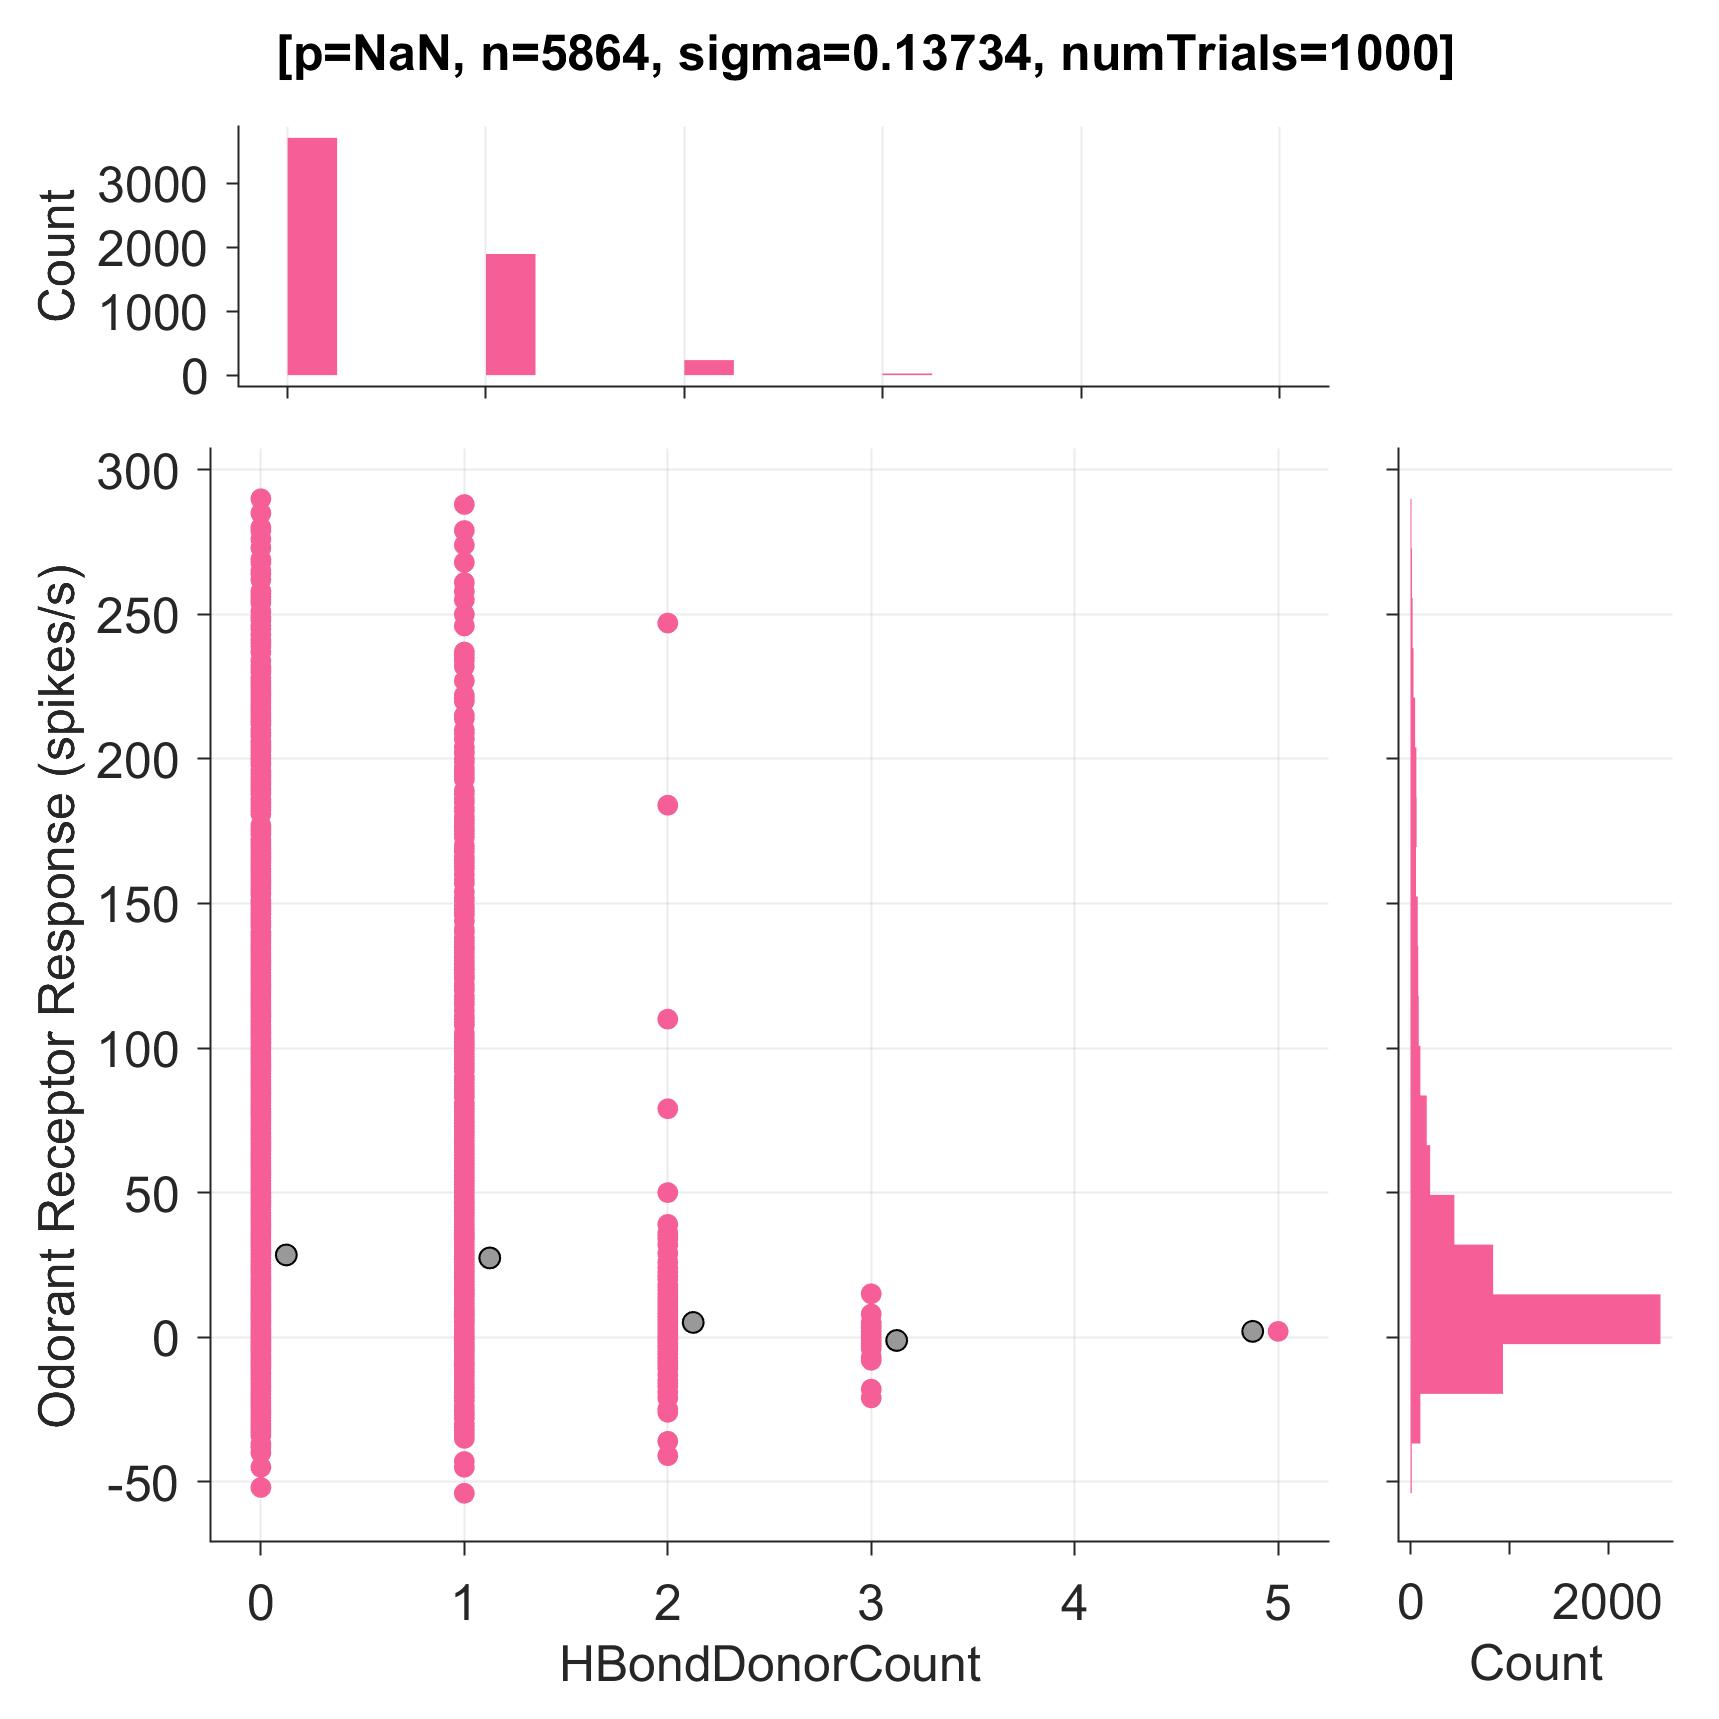 [p=NaN, n=5864, sigma=0.13734, numTrials=1000]
Count
3000
2000
1000
0
Odorant Receptor Response (spikes/s)
300
250
200
150
100
50
0
-50
0 1 2 3 4 5
HBondDonorCount
0 2000
Count